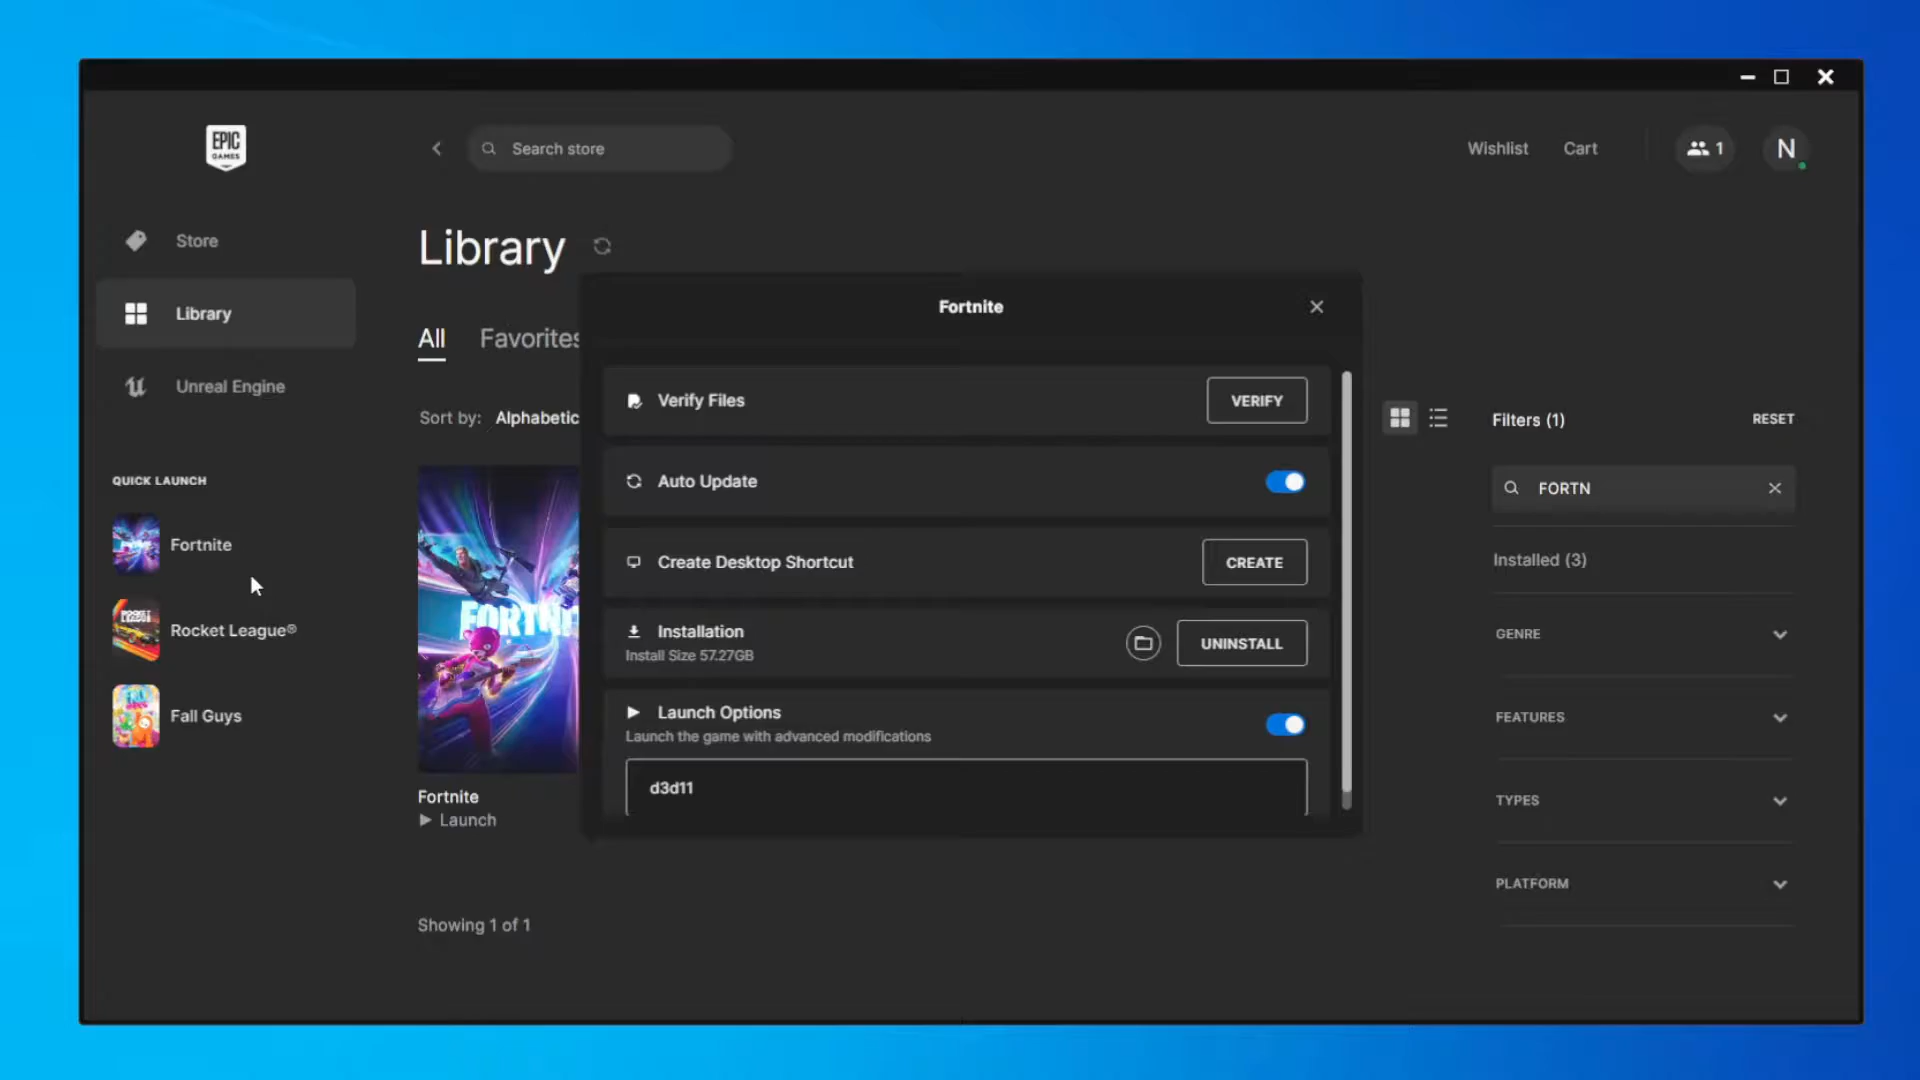 EPIC
GAMES
Search store
Wishlist
Cart
1
N
Store
Library
Unreal Engine
QUICK LAUNCH
Fortnite
Rocket League®
Fall Guys
Library
All
Favorites
Sort by: Alphabetic
FORTN
Fortnite
Launch
Showing 1 of 1
Fortnite
Verify Files
VERIFY
Auto Update
Create Desktop Shortcut
CREATE
Installation
Install Size 57.27GB
UNINSTALL
Launch Options
Launch the game with advanced modifications
d3d11
Filters (1)
RESET
FORTN
Installed (3)
GENRE
FEATURES
TYPES
PLATFORM